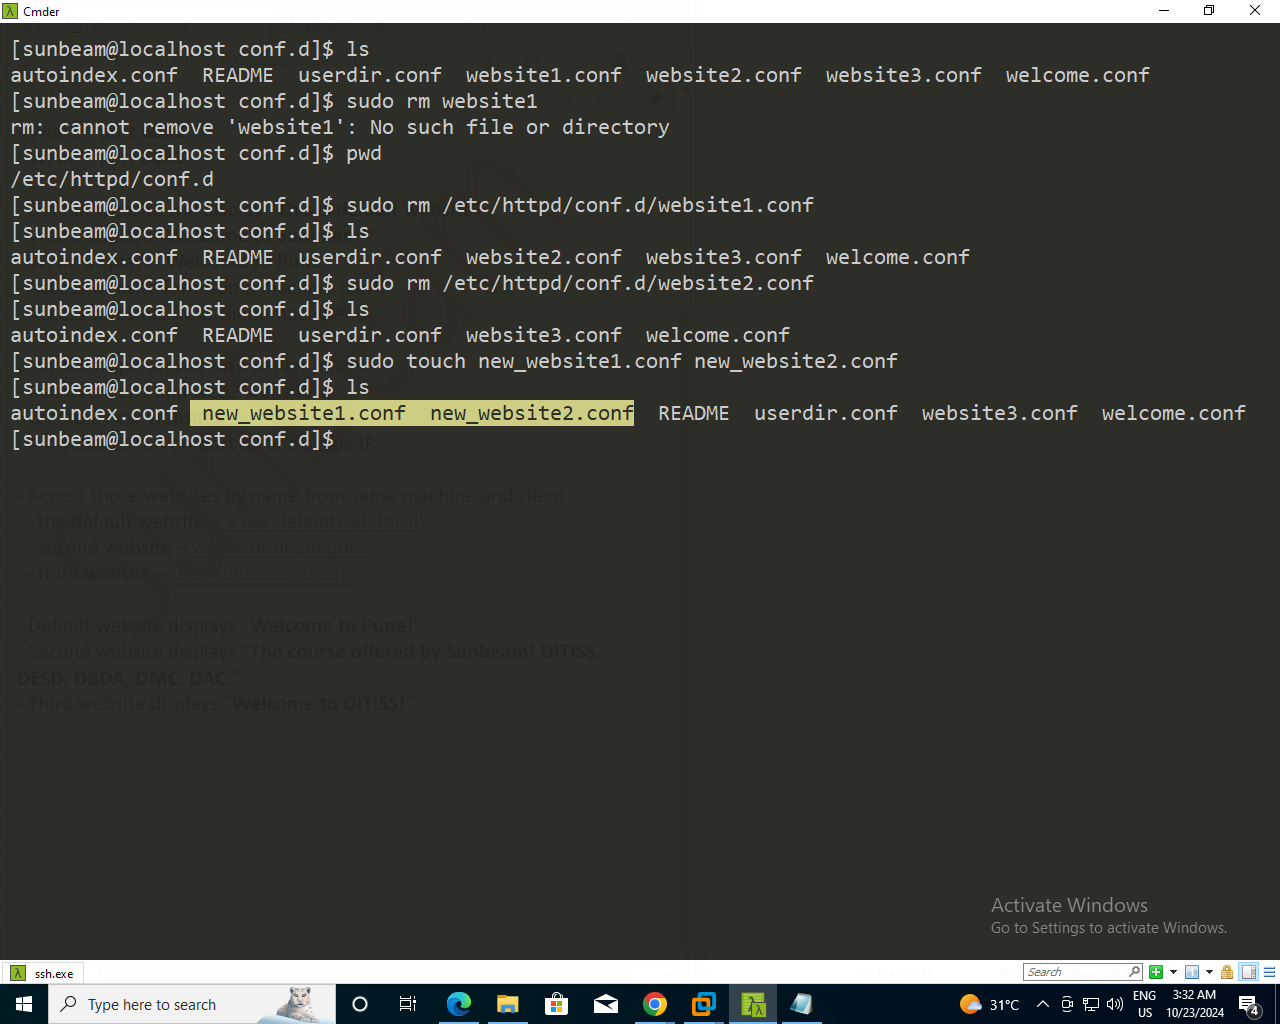 Cmder
[sunbeam@localhost conf.d]$ ls
autoindex.conf  README  userdir.conf  website1.conf  website2.conf  website3.conf  welcome.conf
[sunbeam@localhost conf.d]$ sudo rm website1
rm: cannot remove 'website1': No such file or directory
[sunbeam@localhost conf.d]$ pwd
/etc/httpd/conf.d
[sunbeam@localhost conf.d]$ sudo rm /etc/httpd/conf.d/website1.conf
[sunbeam@localhost conf.d]$ ls
autoindex.conf  README  userdir.conf  website2.conf  website3.conf  welcome.conf
[sunbeam@localhost conf.d]$ sudo rm /etc/httpd/conf.d/website2.conf
[sunbeam@localhost conf.d]$ ls
autoindex.conf  README  userdir.conf  website3.conf  welcome.conf
[sunbeam@localhost conf.d]$ sudo touch new_website1.conf new_website2.conf
[sunbeam@localhost conf.d]$ ls
autoindex.conf  new_website1.conf  new_website2.conf  README  userdir.conf  website3.conf  welcome.conf
[sunbeam@localhost conf.d]$
- Access those websites by name from same machine and client.
- the default website – www.defaultweb.local
- second website – www.sunbeam.pune
- third website – www.ditiss.sunbeam
- Default website displays "Welcome to Pune!"
- Second website displays "The course offered by Sunbeam! DITISS,
DESD, DBDA, DMC, DAC."
- Third website displays "Welcome to DITISS!"
Activate Windows
Go to Settings to activate Windows.
ssh.exe
Search
Type here to search
31°C
ENG
US
3:32 AM
10/23/2024
4